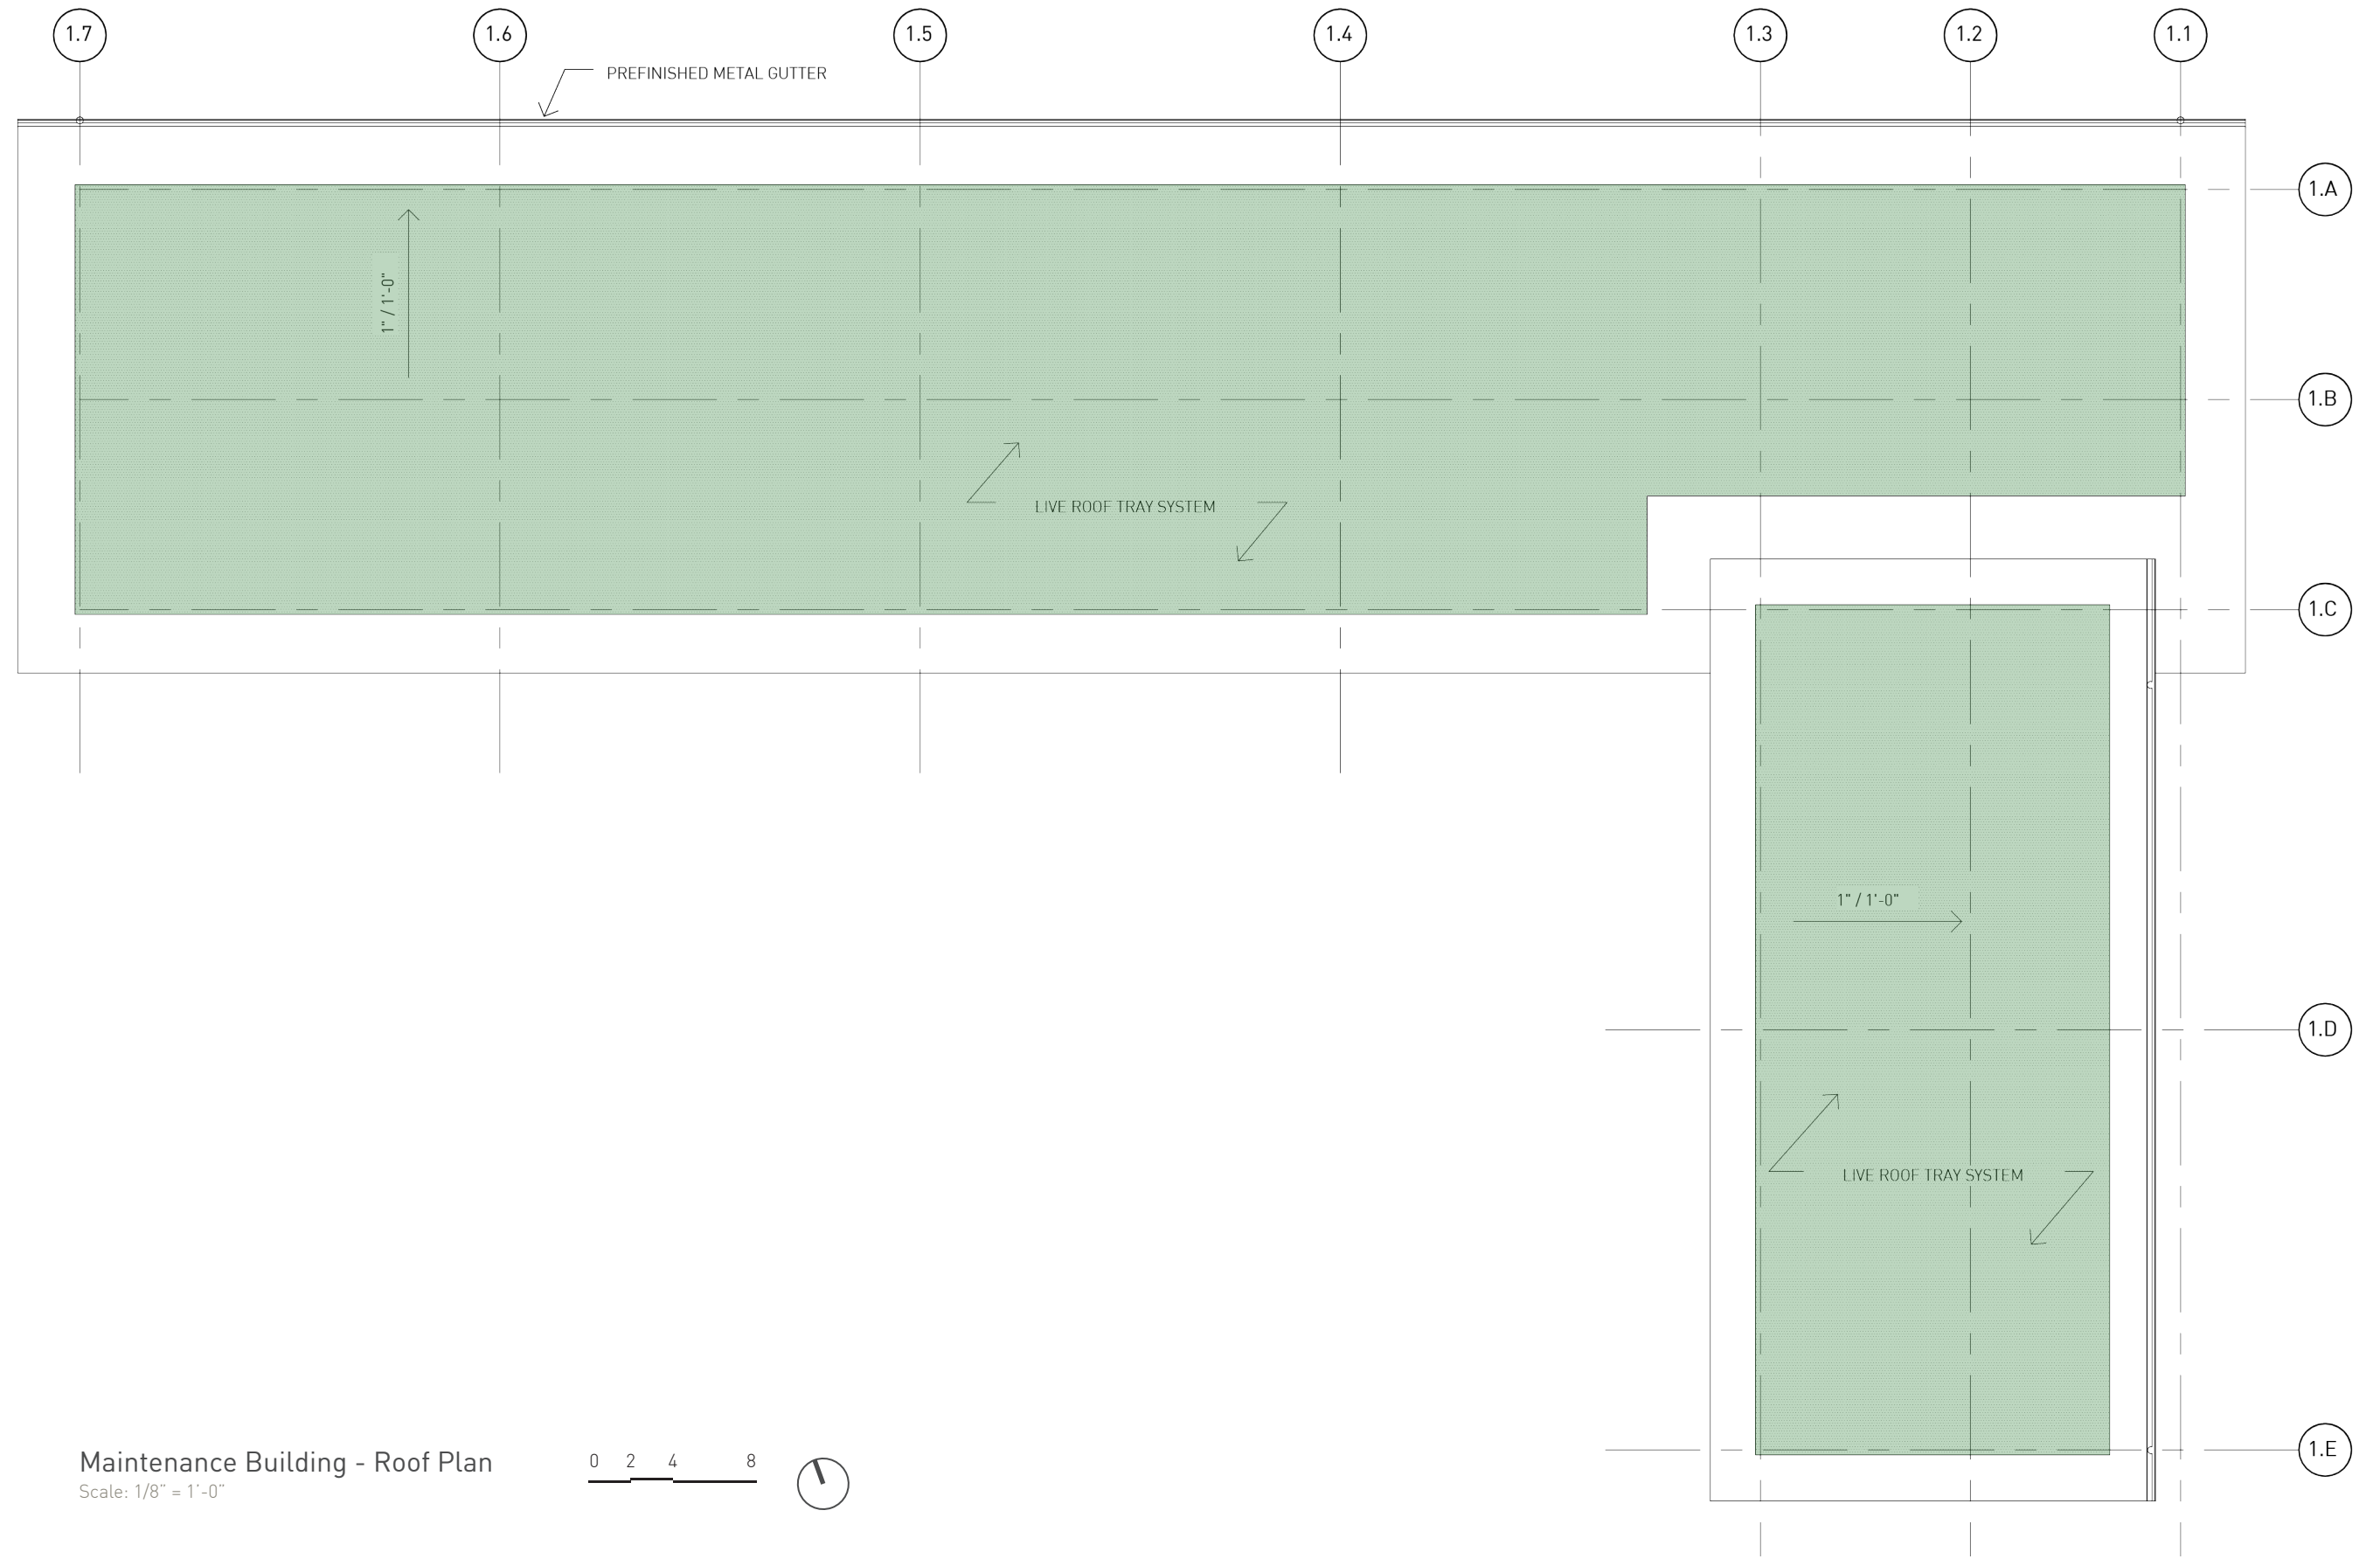 1.7
1.6
1.5
1.4
1.3
1.2
1.1
PREFINISHED METAL GUTTER
1.A
1" / 1'-0"
1.B
LIVE ROOF TRAY SYSTEM
1.C
1" / 1'-0"
1.D
LIVE ROOF TRAY SYSTEM
1.E
Maintenance Building - Roof Plan
Scale: 1/8" = 1'-0"
0 2 4 8